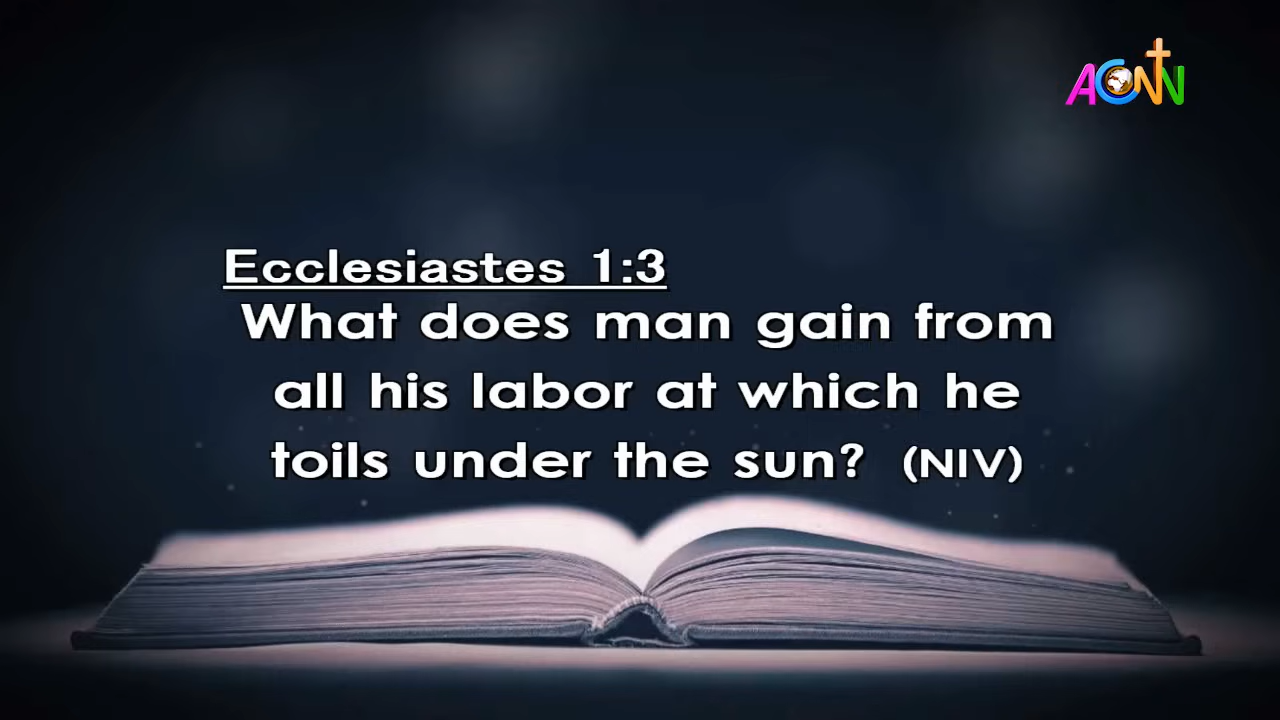 ACNN
Ecclesiastes 1:3
What does man gain from
all his labor at which he
toils under the sun? (NIV)